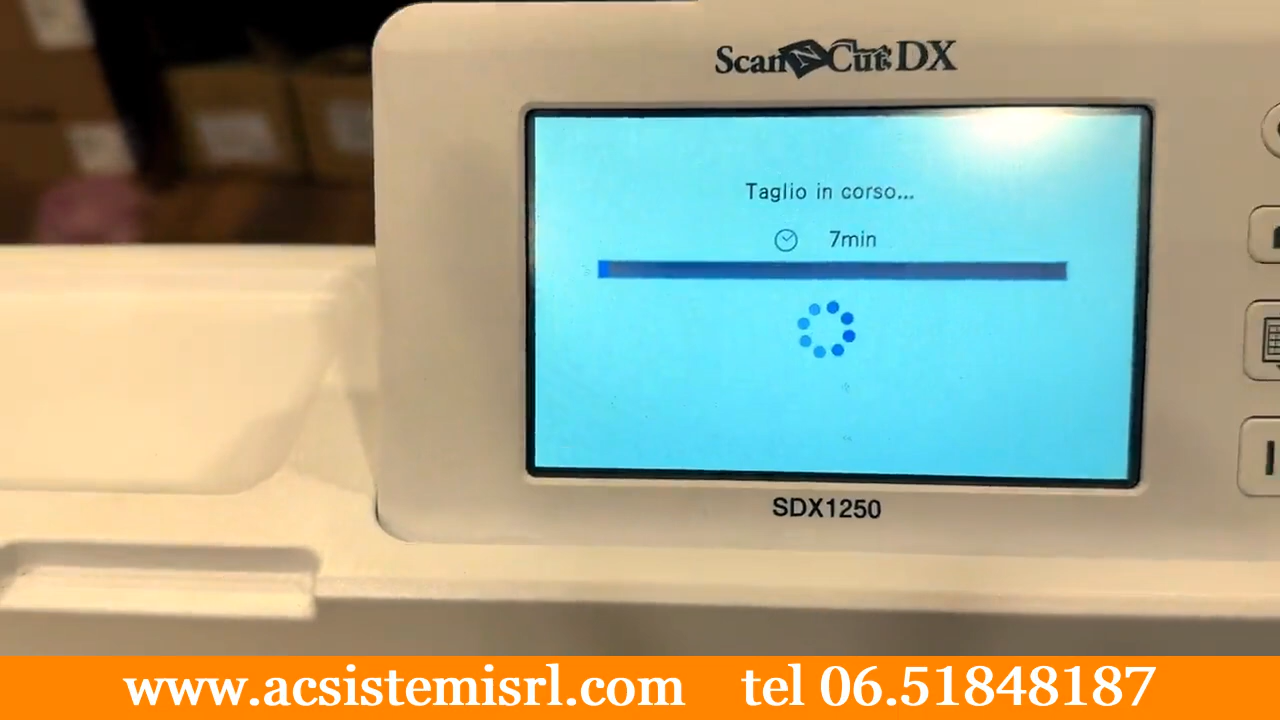 ScanNCut DX
Taglio in corso...
7min
SDX1250
www.acsistemisrl.com tel 06.51848187